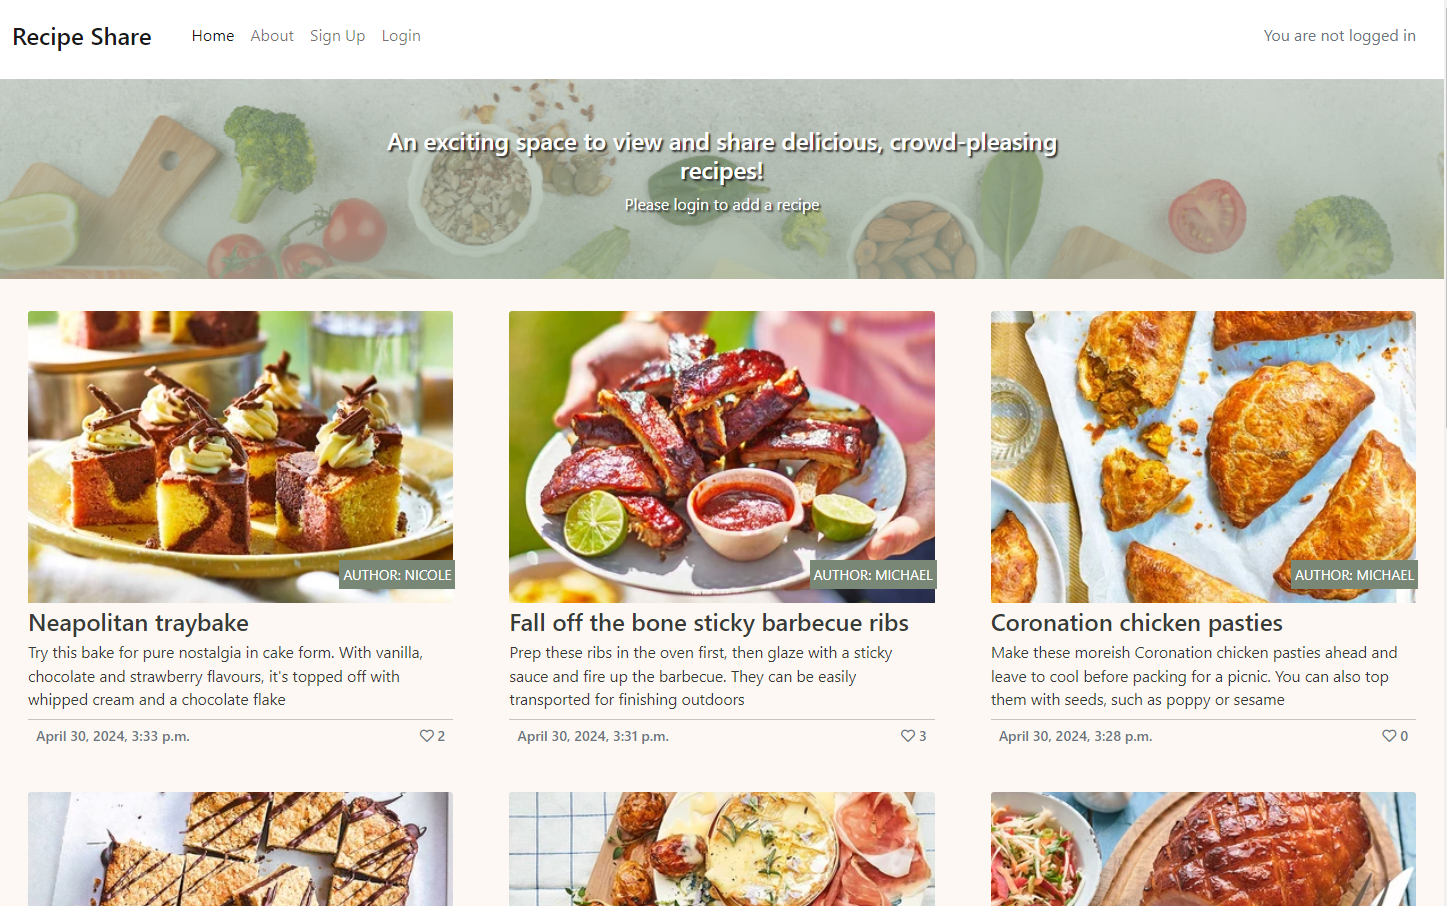 Recipe Share
Home About Sign Up Login
You are not logged in
An exciting space to view and share delicious, crowd-pleasing
recipes!
Please login to add a recipe
AUTHOR: NICOLE
Neapolitan traybake
Try this bake for pure nostalgia in cake form. With vanilla,
chocolate and strawberry flavours, it's topped off with
whipped cream and a chocolate flake
April 30, 2024, 3:33 p.m.
2
AUTHOR: MICHAEL
Fall off the bone sticky barbecue ribs
Prep these ribs in the oven first, then glaze with a sticky
sauce and fire up the barbecue. They can be easily
transported for finishing outdoors
April 30, 2024, 3:31 p.m.
3
AUTHOR: MICHAEL
Coronation chicken pasties
Make these moreish Coronation chicken pasties ahead and
leave to cool before packing for a picnic. You can also top
them with seeds, such as poppy or sesame
April 30, 2024, 3:28 p.m.
0